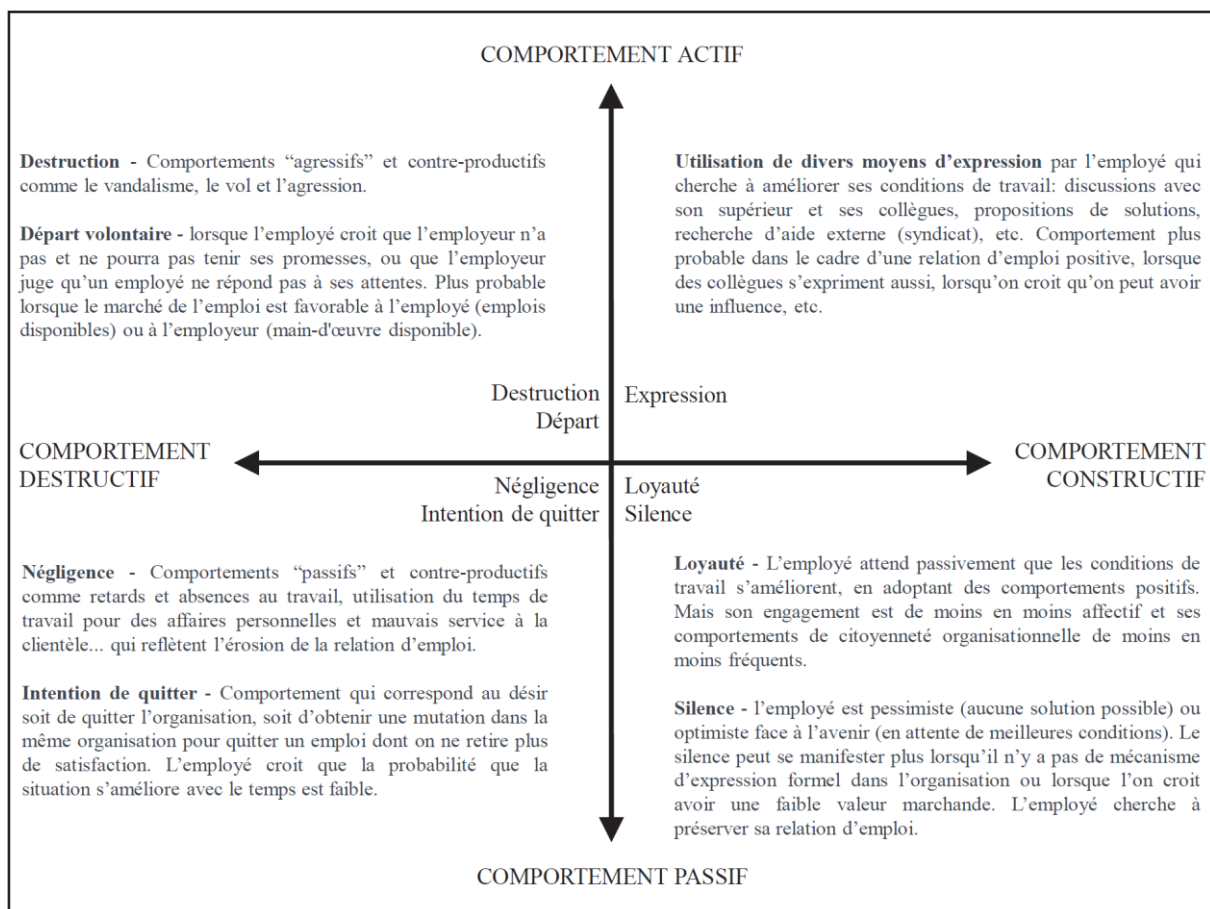 COMPORTEMENT ACTIF
Destruction - Comportements “agressifs” et contre-productifs
comme le vandalisme, le vol et l’agression.
Départ volontaire - lorsque l’employé croit que l’employeur n’a
pas et ne pourra pas tenir ses promesses, ou que l’employeur
juge qu’un employé ne répond pas à ses attentes. Plus probable
lorsque le marché de l’emploi est favorable à l’employé (emplois
disponibles) ou à l’employeur (main-d'œuvre disponible).
Utilisation de divers moyens d’expression par l’employé qui
cherche à améliorer ses conditions de travail: discussions avec
son supérieur et ses collègues, propositions de solutions,
recherche d’aide externe (syndicat), etc. Comportement plus
probable dans le cadre d’une relation d’emploi positive, lorsque
des collègues s’expriment aussi, lorsqu’on croit qu’on peut avoir
une influence, etc.
Destruction
Départ
Expression
COMPORTEMENT
DESTRUCTIF
COMPORTEMENT
CONSTRUCTIF
Négligence
Intention de quitter
Loyauté
Silence
Négligence - Comportements “passifs” et contre-productifs
comme retards et absences au travail, utilisation du temps de
travail pour des affaires personnelles et mauvais service à la
clientèle... qui reflètent l’érosion de la relation d’emploi.
Intention de quitter - Comportement qui correspond au désir
soit de quitter l’organisation, soit d’obtenir une mutation dans la
même organisation pour quitter un emploi dont on ne retire plus
de satisfaction. L’employé croit que la probabilité que la
situation s’améliore avec le temps est faible.
Loyauté - L’employé attend passivement que les conditions de
travail s’améliorent, en adoptant des comportements positifs.
Mais son engagement est de moins en moins affectif et ses
comportements de citoyenneté organisationnelle de moins en
moins fréquents.
Silence - l’employé est pessimiste (aucune solution possible) ou
optimiste face à l’avenir (en attente de meilleures conditions). Le
silence peut se manifester plus lorsqu’il n’y a pas de mécanisme
d’expression formel dans l’organisation ou lorsque l’on croit
avoir une faible valeur marchande. L’employé cherche à
préserver sa relation d’emploi.
COMPORTEMENT PASSIF